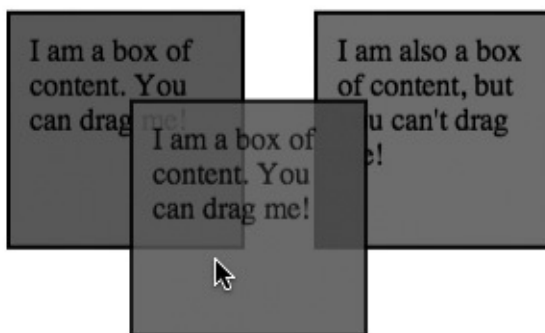 I am a box of
content. You
can drag me!
I am also a box
of content, but
u can't drag
e!
I am a box of
content. You
can drag me!